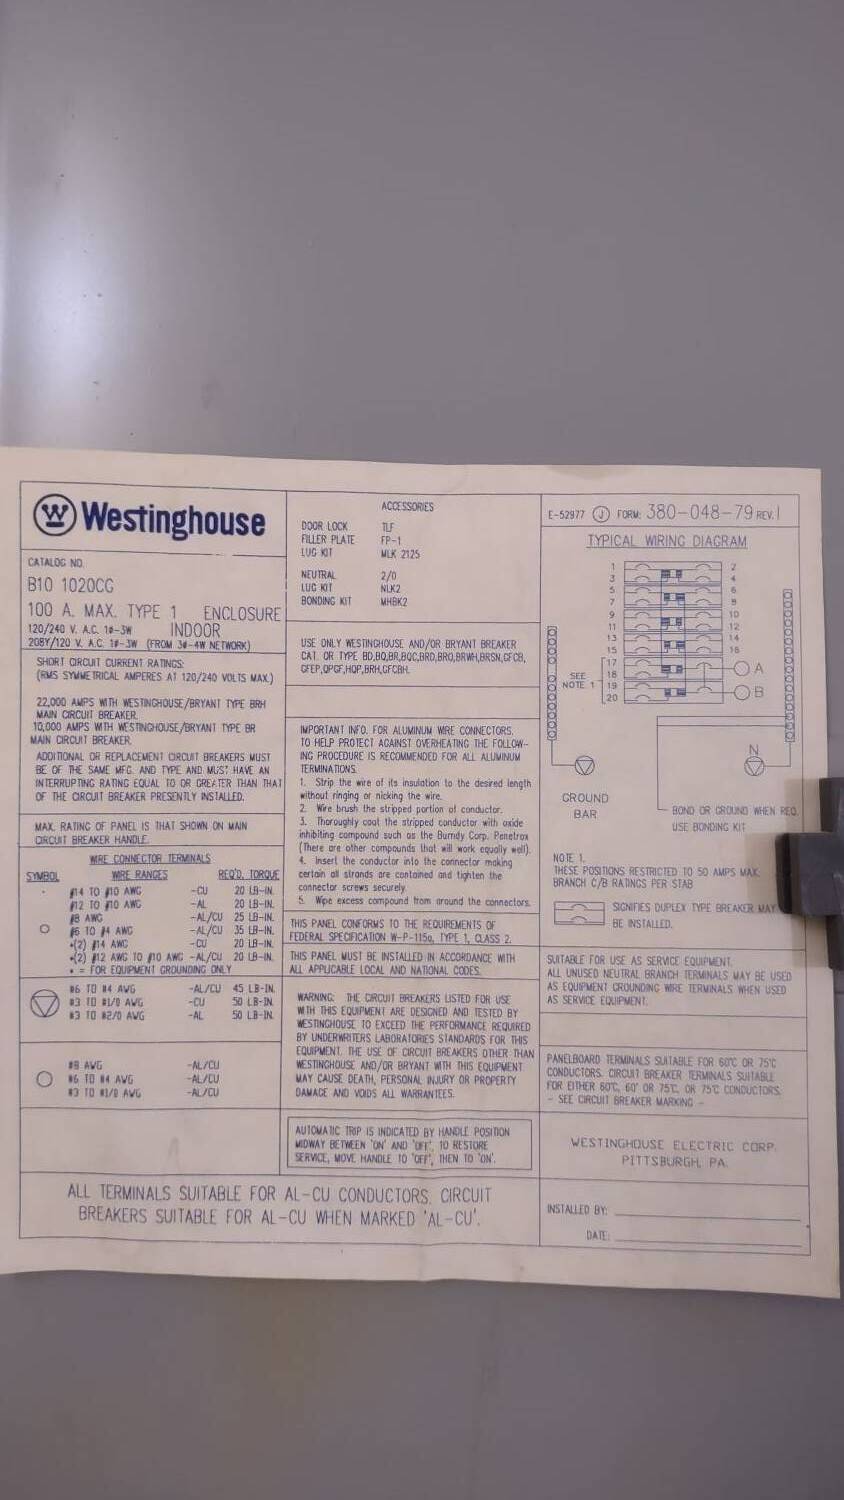 Westinghouse
CATALOG NO.
B10 1020CG
100 A. MAX. TYPE 1 ENCLOSURE
120/240 V. A.C. 1ø-3W INDOOR
208Y/120 V. A.C. 1ø-3W (FROM 3ø-4W NETWORK)
SHORT CIRCUIT CURRENT RATINGS:
(RMS SYMMETRICAL AMPERES AT 120/240 VOLTS MAX.)
22,000 AMPS WITH WESTINGHOUSE/BRYANT TYPE BRH
MAIN CIRCUIT BREAKER.
10,000 AMPS WITH WESTINGHOUSE/BRYANT TYPE BR
MAIN CIRCUIT BREAKER.
ADDITIONAL OR REPLACEMENT CIRCUIT BREAKERS MUST
BE OF THE SAME MFG. AND TYPE AND MUST HAVE AN
INTERRUPTING RATING EQUAL TO OR GREATER THAN THAT
OF THE CIRCUIT BREAKER PRESENTLY INSTALLED.
MAX. RATING OF PANEL IS THAT SHOWN ON MAIN
CIRCUIT BREAKER HANDLE.
WIRE CONNECTOR TERMINALS
SYMBOL WIRE RANGES REQ'D. TORQUE
#14 TO #10 AWG -CU 20 LB-IN.
#12 TO #10 AWG -AL 20 LB-IN.
#8 AWG -AL/CU 25 LB-IN.
#6 TO #4 AWG -AL/CU 35 LB-IN.
*(2) #14 AWG -CU 20 LB-IN.
*(2) #12 AWG TO #10 AWG -AL/CU 20 LB-IN.
* = FOR EQUIPMENT GROUNDING ONLY
#6 TO #4 AWG -AL/CU 45 LB-IN.
#3 TO #1/0 AWG -CU 50 LB-IN.
#3 TO #2/0 AWG -AL 50 LB-IN.
#8 AWG -AL/CU
#6 TO #4 AWG -AL/CU
#3 TO #1/0 AWG -AL/CU
ACCESSORIES
DOOR LOCK TLF
FILLER PLATE FP-1
LUG KIT MLK 2125
NEUTRAL 2/0
LUG KIT NLK2
BONDING KIT MHBK2
USE ONLY WESTINGHOUSE AND/OR BRYANT BREAKER
CAT. OR TYPE BD,BQ,BR,BQC,BRD,BRO,BRWH,BRSN,GFCB,
GFEP,QPGF,HQP,BRH,GFCBH.
IMPORTANT INFO. FOR ALUMINUM WIRE CONNECTORS.
TO HELP PROTECT AGAINST OVERHEATING THE FOLLOW-
ING PROCEDURE IS RECOMMENDED FOR ALL ALUMINUM
TERMINATIONS.
1. Strip the wire of its insulation to the desired length
without ringing or nicking the wire.
2. Wire brush the stripped portion of conductor.
3. Thoroughly coat the stripped conductor with oxide
inhibiting compound such as the Burndy Corp. Penetrox
(There are other compounds that will work equally well).
4. Insert the conductor into the connector making
certain all strands are contained and tighten the
connector screws securely.
5. Wipe excess compound from around the connectors.
THIS PANEL CONFORMS TO THE REQUIREMENTS OF
FEDERAL SPECIFICATION W-P-115a, TYPE 1, CLASS 2.
THIS PANEL MUST BE INSTALLED IN ACCORDANCE WITH
ALL APPLICABLE LOCAL AND NATIONAL CODES.
WARNING: THE CIRCUIT BREAKERS LISTED FOR USE
WITH THIS EQUIPMENT ARE DESIGNED AND TESTED BY
WESTINGHOUSE TO EXCEED THE PERFORMANCE REQUIRED
BY UNDERWRITERS LABORATORIES STANDARDS FOR THIS
EQUIPMENT. THE USE OF CIRCUIT BREAKERS OTHER THAN
WESTINGHOUSE AND/OR BRYANT WITH THIS EQUIPMENT
MAY CAUSE DEATH, PERSONAL INJURY OR PROPERTY
DAMAGE AND VOIDS ALL WARRANTEES.
AUTOMATIC TRIP IS INDICATED BY HANDLE POSITION
MIDWAY BETWEEN 'ON' AND 'OFF'. TO RESTORE
SERVICE, MOVE HANDLE TO 'OFF', THEN TO 'ON'.
E-52977 J FORM: 380-048-79 REV. 1
TYPICAL WIRING DIAGRAM
1 2
3 4
5 6
7 8
9 10
11 12
13 14
15 16
17
18
19
20
SEE
NOTE 1
A
B
N
GROUND
BAR
BOND OR GROUND WHEN REQ.
USE BONDING KIT
NOTE 1.
THESE POSITIONS RESTRICTED TO 50 AMPS MAX.
BRANCH C/B RATINGS PER STAB
SIGNIFIES DUPLEX TYPE BREAKER MAY
BE INSTALLED.
SUITABLE FOR USE AS SERVICE EQUIPMENT.
ALL UNUSED NEUTRAL BRANCH TERMINALS MAY BE USED
AS EQUIPMENT GROUNDING WIRE TERMINALS WHEN USED
AS SERVICE EQUIPMENT.
PANELBOARD TERMINALS SUITABLE FOR 60°C OR 75°C
CONDUCTORS. CIRCUIT BREAKER TERMINALS SUITABLE
FOR EITHER 60°C, 60° OR 75°C, OR 75°C CONDUCTORS.
- SEE CIRCUIT BREAKER MARKING -
WESTINGHOUSE ELECTRIC CORP.
PITTSBURGH, PA.
INSTALLED BY:
DATE:
ALL TERMINALS SUITABLE FOR AL-CU CONDUCTORS. CIRCUIT
BREAKERS SUITABLE FOR AL-CU WHEN MARKED 'AL-CU'.